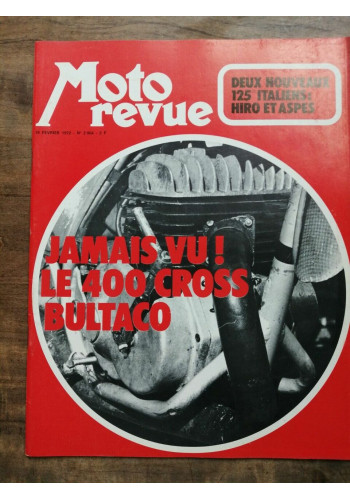 Moto
revue
DEUX NOUVEAUX
125 ITALIENS:
HIRO ET ASPES
JAMAIS VU !
LE 400 CROSS
BULTACO